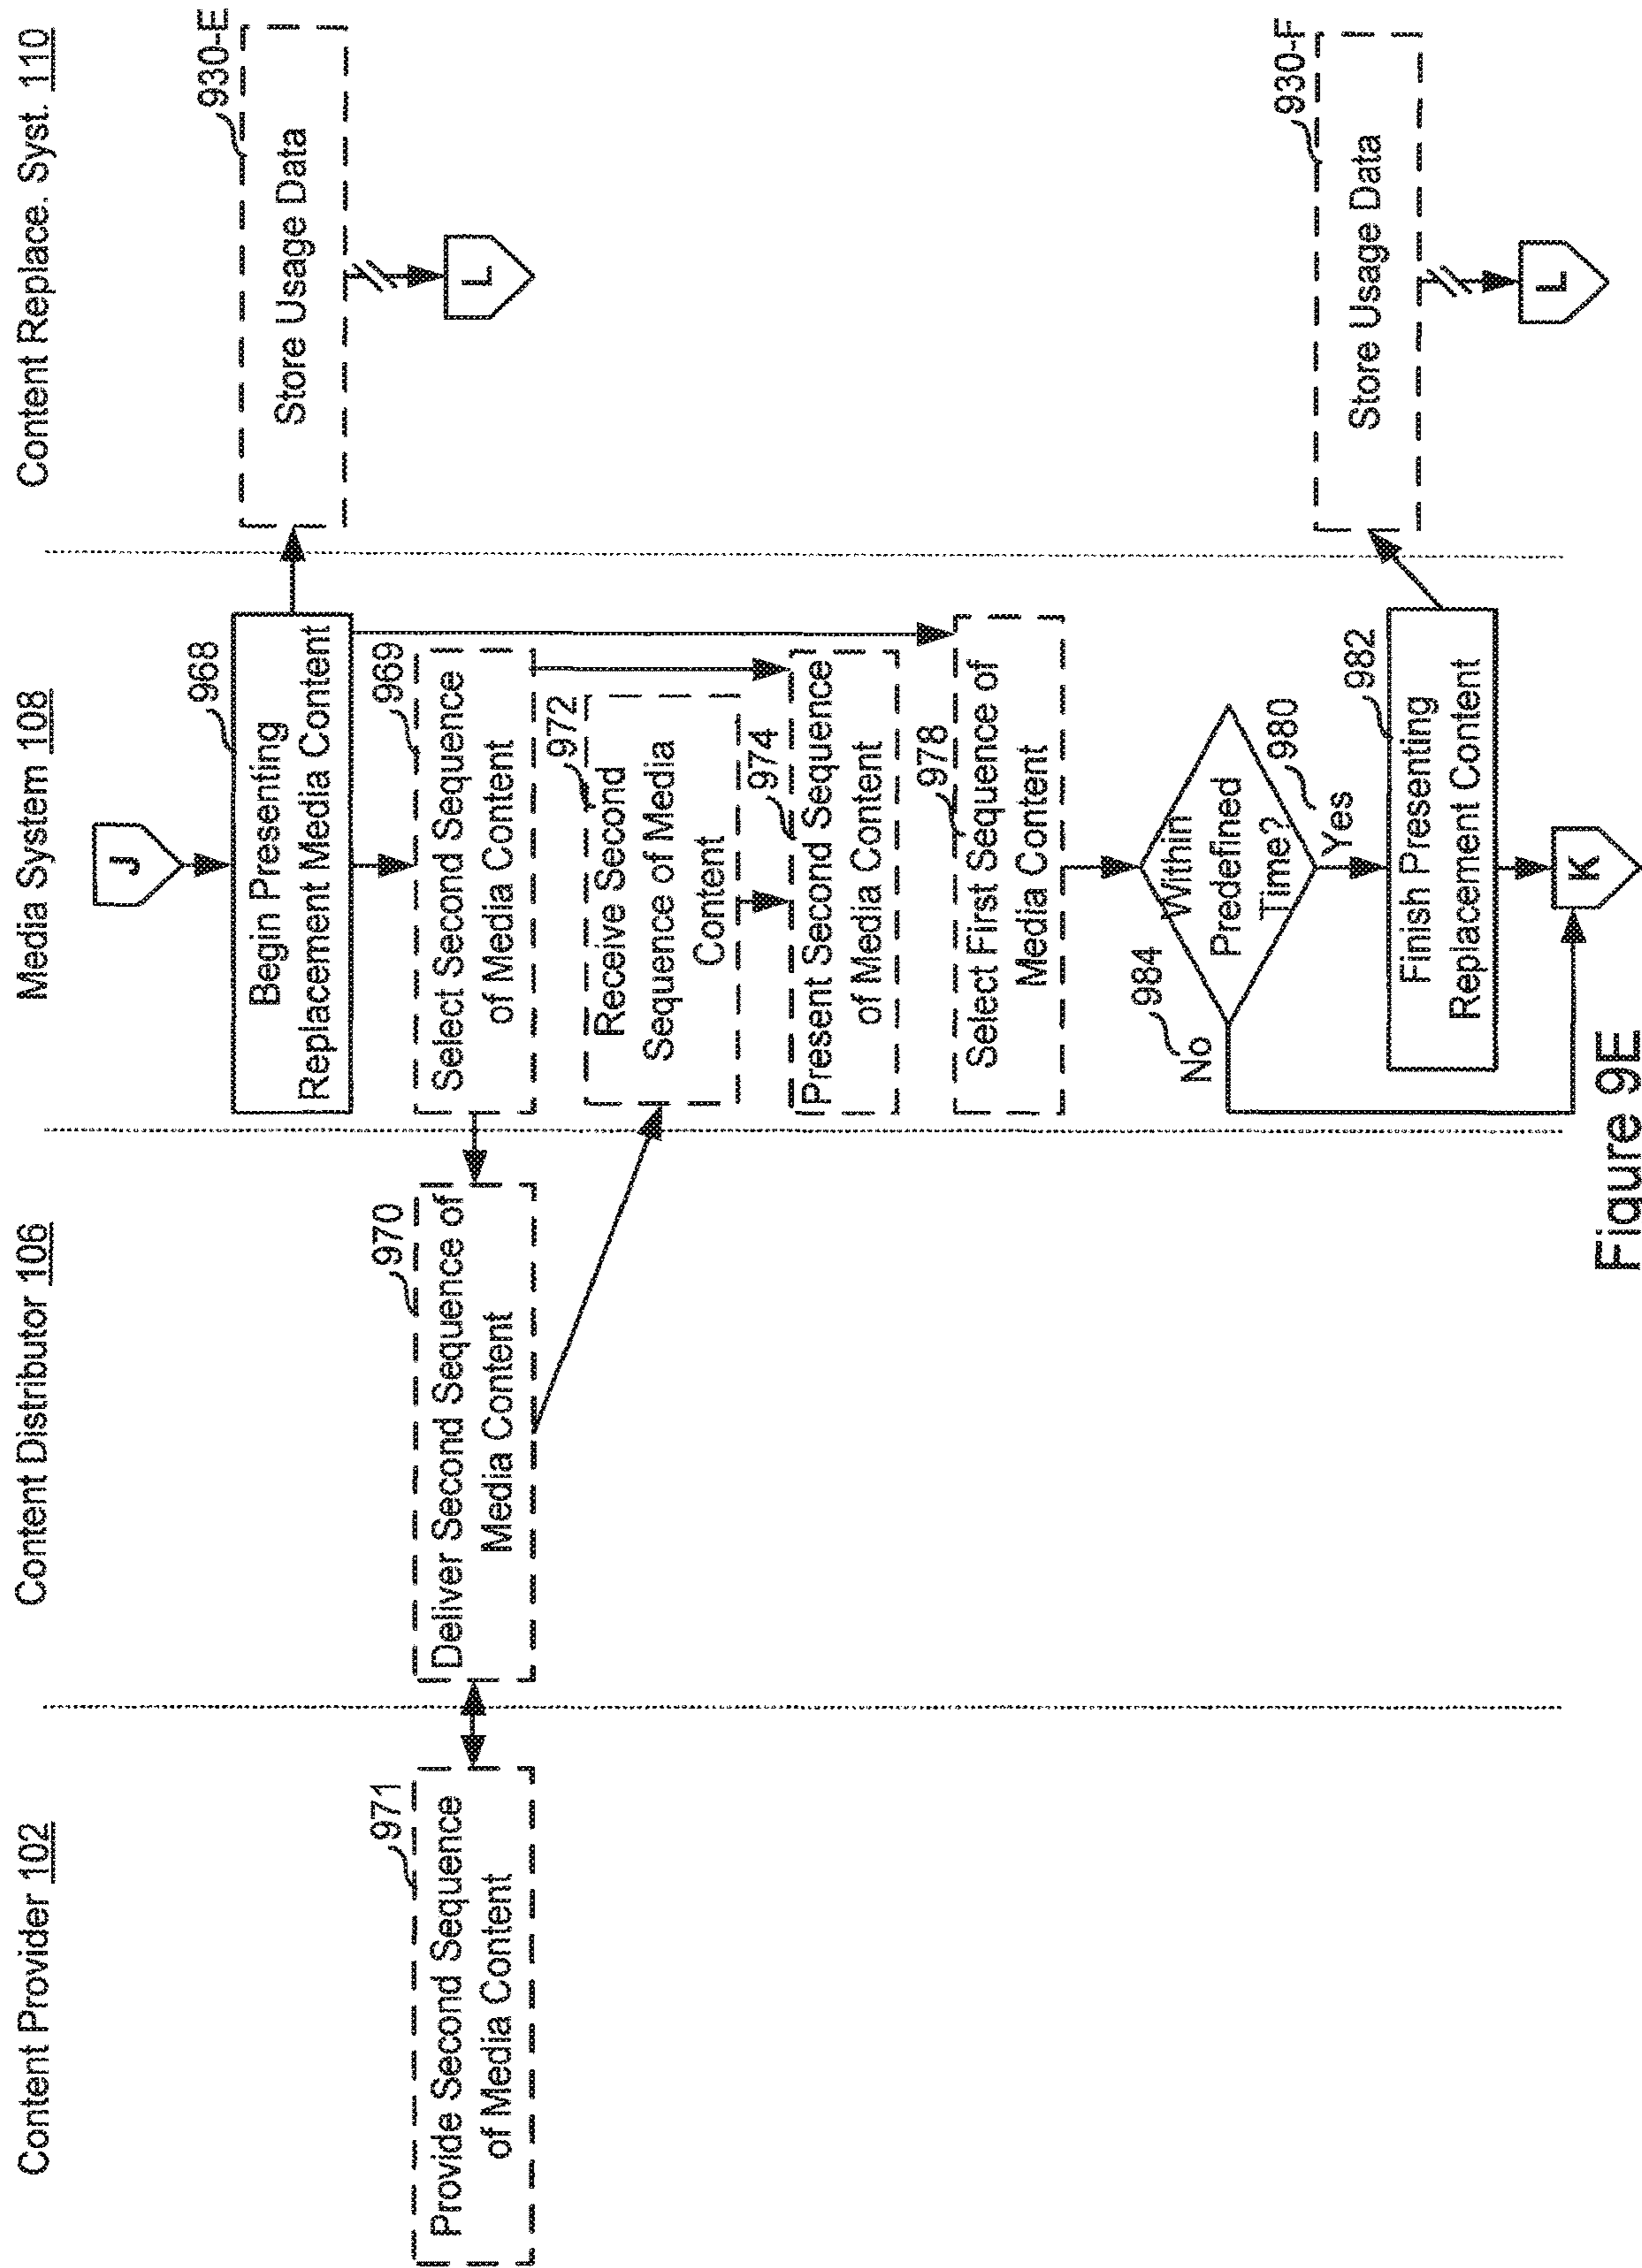 Content Provider 102
Content Distributor 106
Media System 108
Content Replace. Syst. 110
J
968
Begin Presenting
Replacement Media Content
930-E
Store Usage Data
L
971
Provide Second Sequence
of Media Content
970
Deliver Second Sequence of
Media Content
969
Select Second Sequence
of Media Content
972
Receive Second
Sequence of Media
Content
974
Present Second Sequence
of Media Content
978
Select First Sequence of
Media Content
984
No
Within
Predefined
Time?
980
Yes
982
Finish Presenting
Replacement Content
930-F
Store Usage Data
L
K
Figure 9E